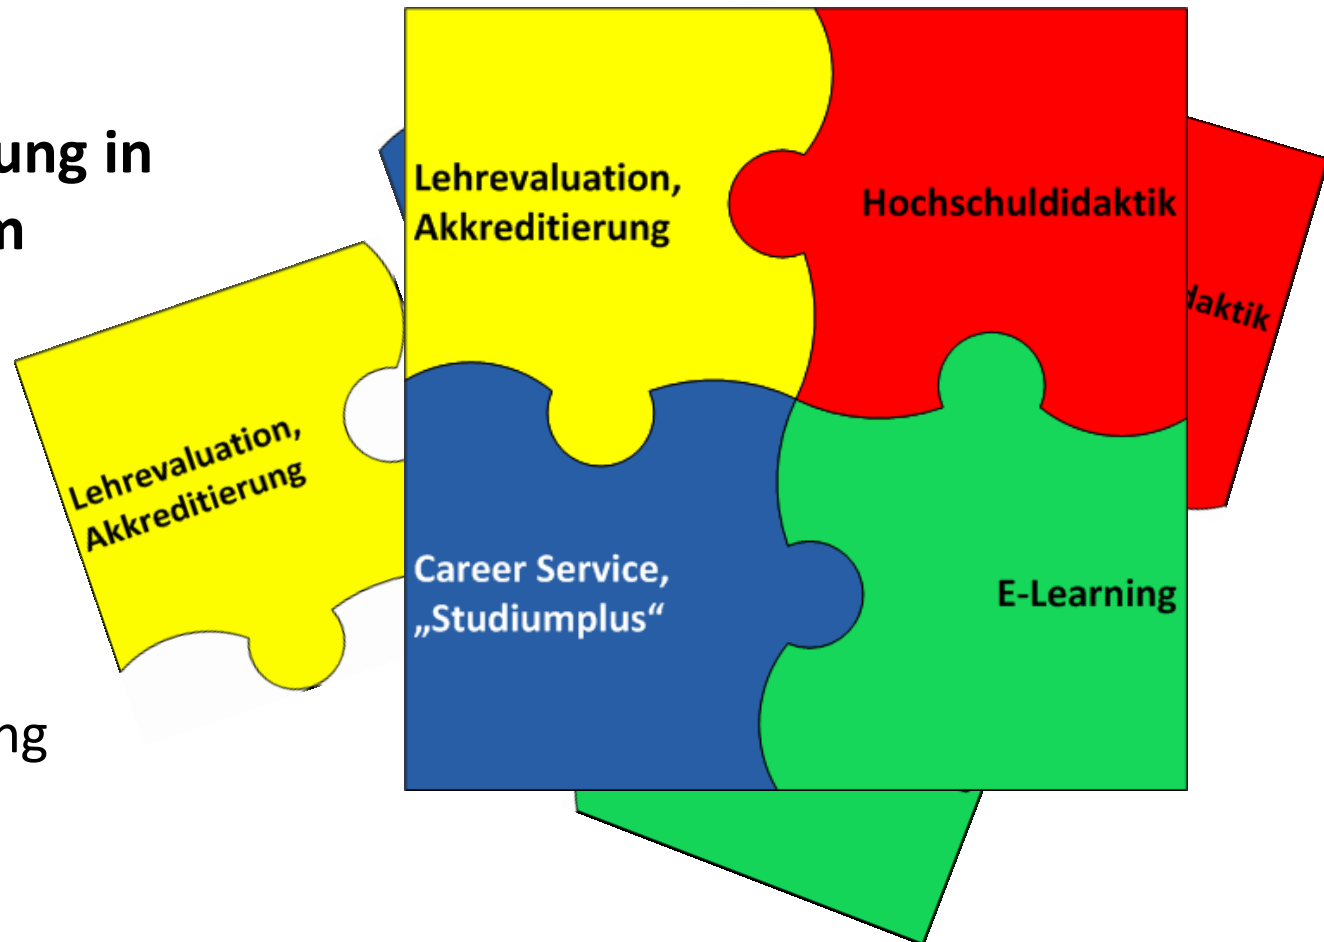 ung in
m
Lehrevaluation,
Akkreditierung
Hochschuldidaktik
daktik
Lehrevaluation,
Akkreditierung
Career Service,
„Studiumplus“
E-Learning
ng